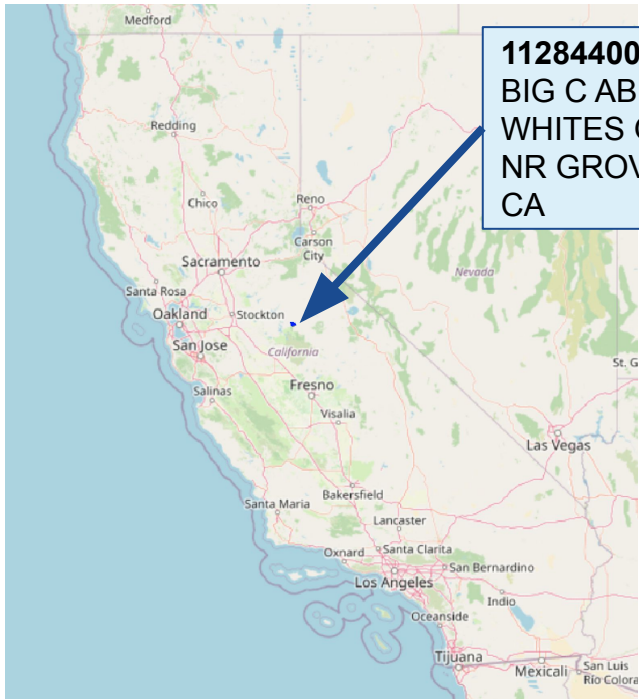 Medford
11284400
BIG C AB
WHITES
NR GROV
CA
Redding
Chico
Reno
Carson
City
Sacramento
Nevada
Santa Rosa
Oakland
Stockton
San Jose
California
St. G
Salinas
Fresno
Visalia
Las Vegas
Bakersfield
Santa Maria
Lancaster
Oxnard
Santa Clarita
San Bernardino
Los Angeles
Indio
Oceanside
Tijuana
Mexicali
San Luis
Río Colora